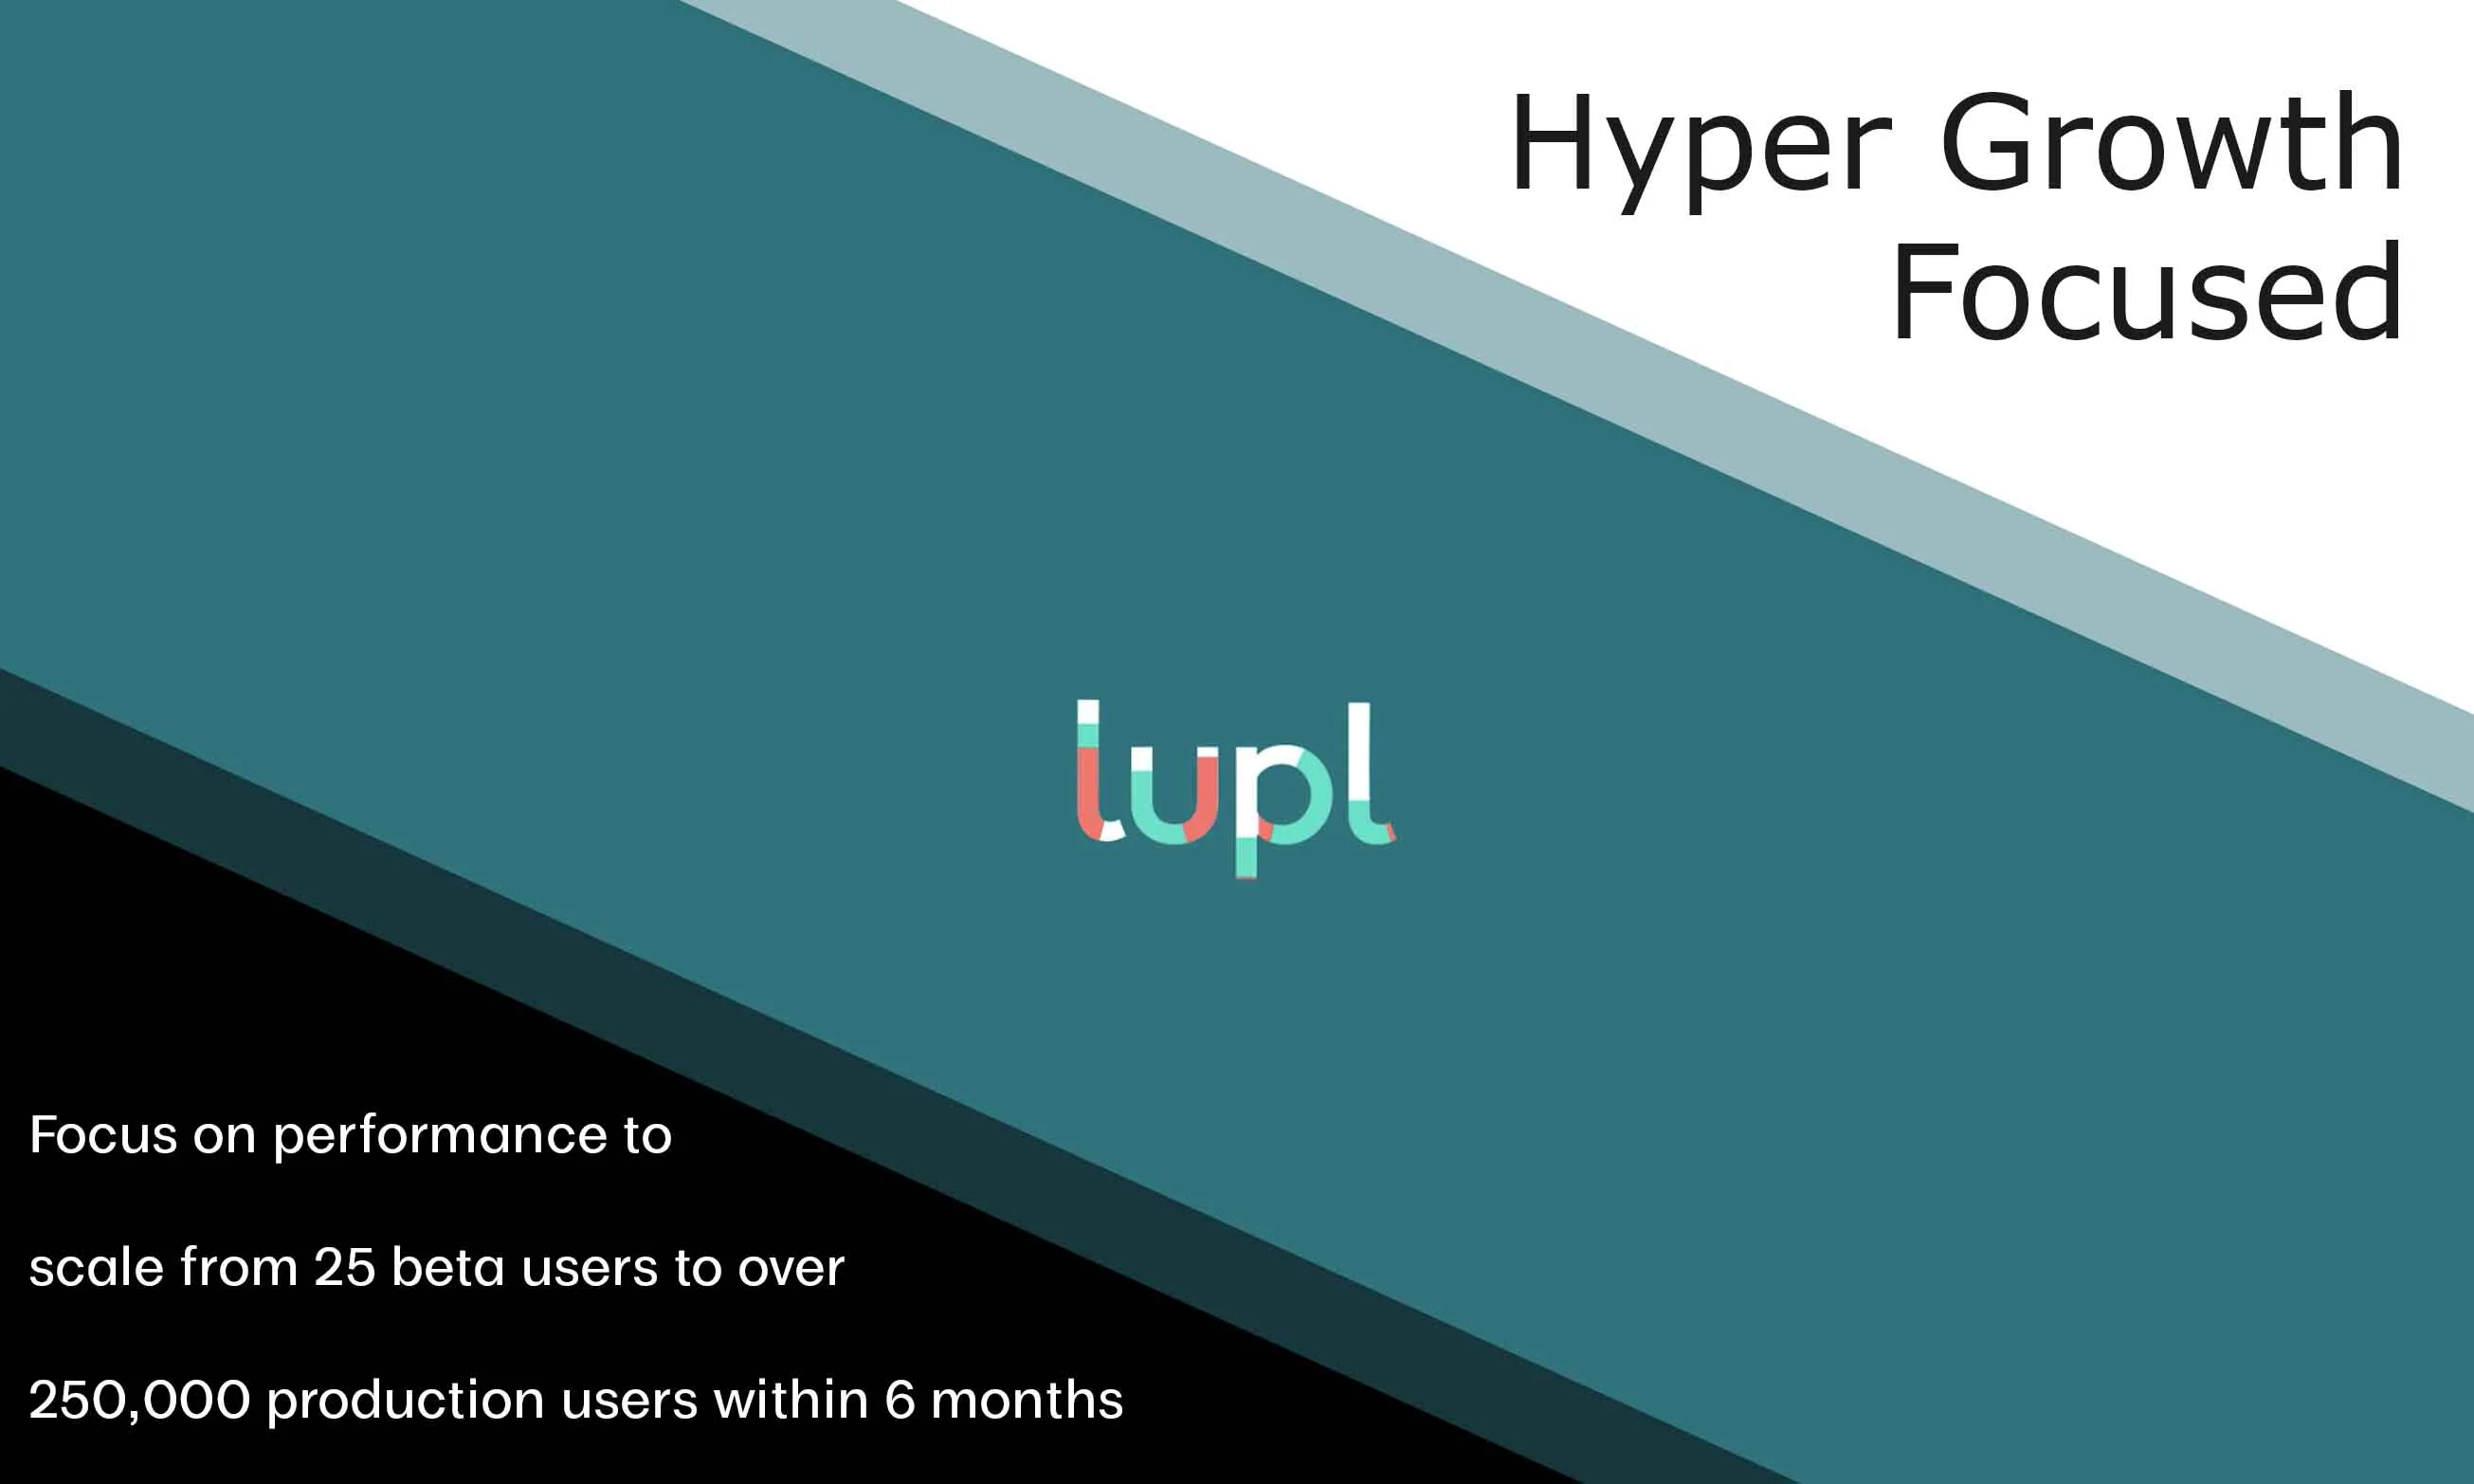 Hyper Growth
Focused
lupl
Focus on performance to
scale from 25 beta users to over
250,000 production users within 6 months